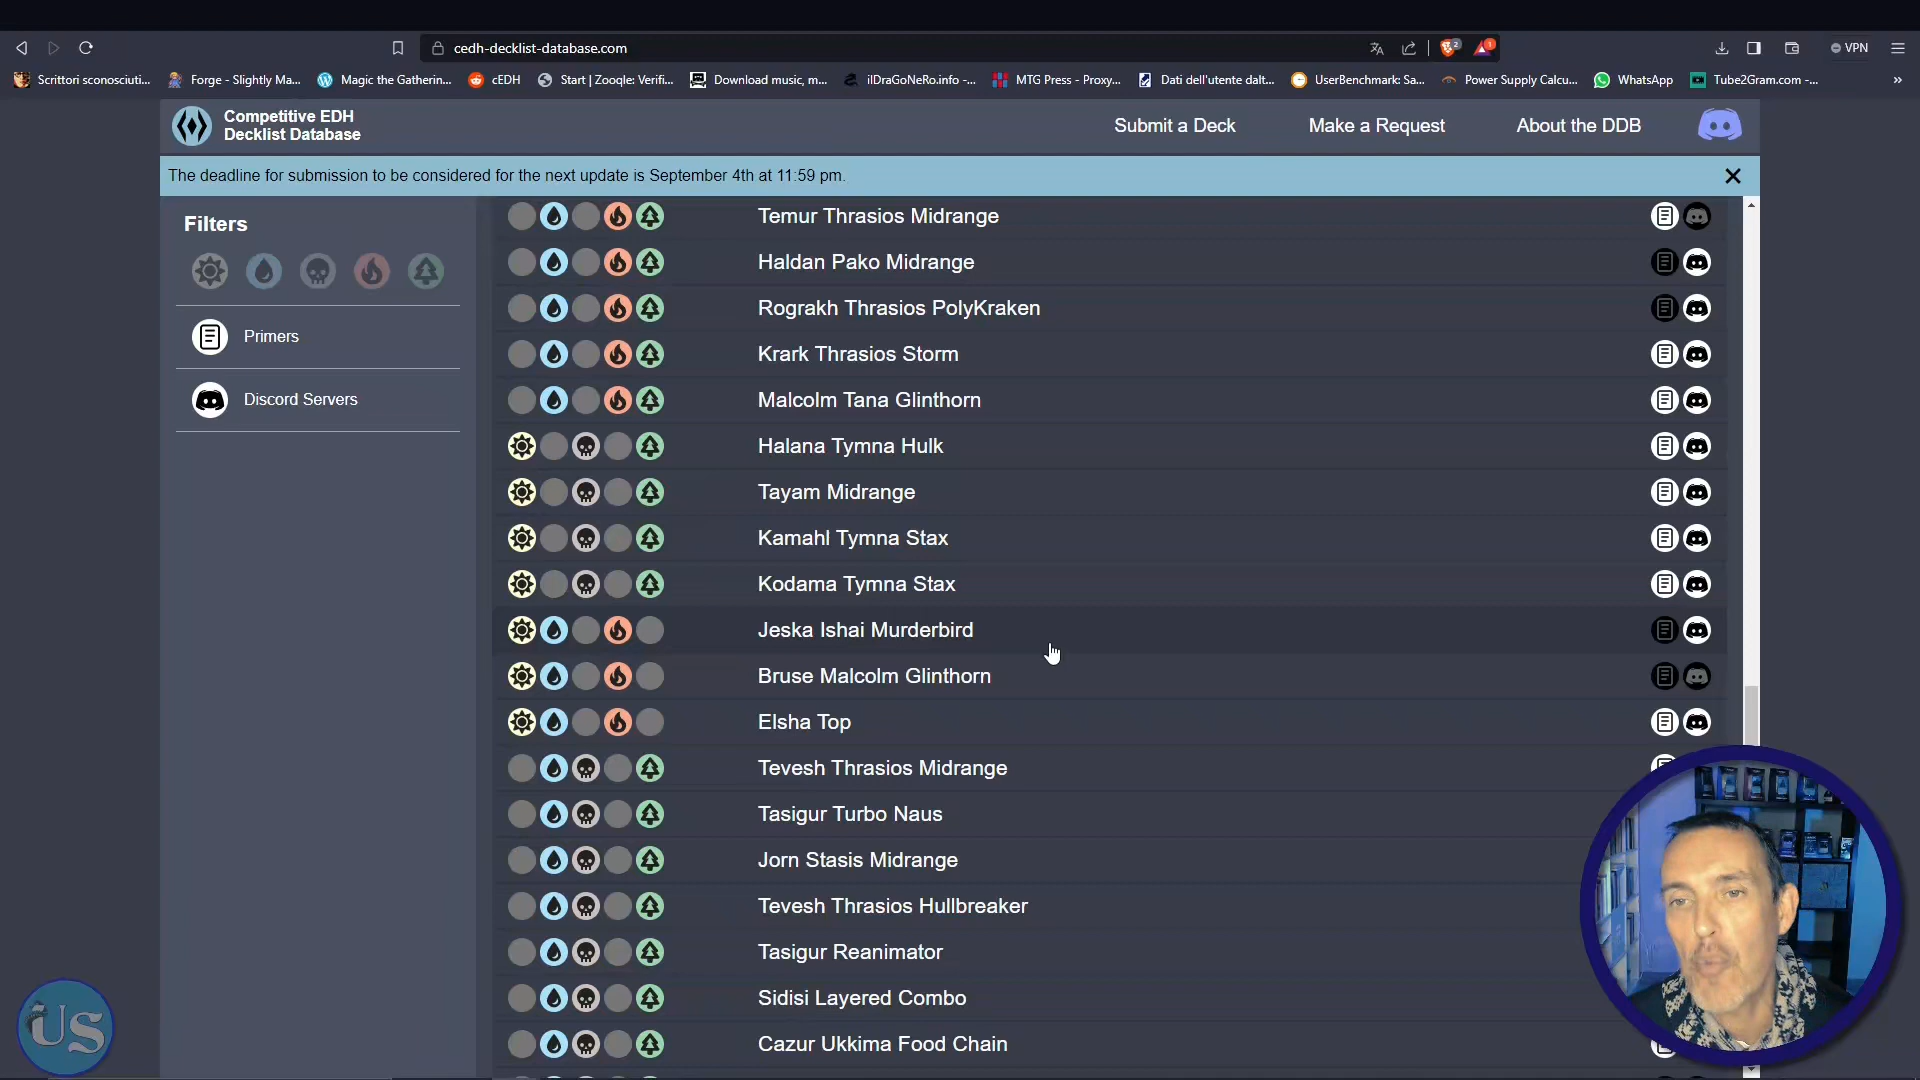 cedh-decklist-database.com
2
1
VPN
Scrittori sconosciuti...
Forge - Slightly Ma...
Magic the Gatherin...
cEDH
Start | Zooqle: Verifi...
Download music, m...
ilDraGoNeRo.info -...
MTG Press - Proxy...
Dati dell'utente dalt...
UserBenchmark: Sa...
Power Supply Calcu...
WhatsApp
Tube2Gram.com -...
»
Competitive EDH
Decklist Database
Submit a Deck
Make a Request
About the DDB
The deadline for submission to be considered for the next update is September 4th at 11:59 pm.
Filters
Primers
Discord Servers
Temur Thrasios Midrange
Haldan Pako Midrange
Rograkh Thrasios PolyKraken
Krark Thrasios Storm
Malcolm Tana Glinthorn
Halana Tymna Hulk
Tayam Midrange
Kamahl Tymna Stax
Kodama Tymna Stax
Jeska Ishai Murderbird
Bruse Malcolm Glinthorn
Elsha Top
Tevesh Thrasios Midrange
Tasigur Turbo Naus
Jorn Stasis Midrange
Tevesh Thrasios Hullbreaker
Tasigur Reanimator
Sidisi Layered Combo
Cazur Ukkima Food Chain
US